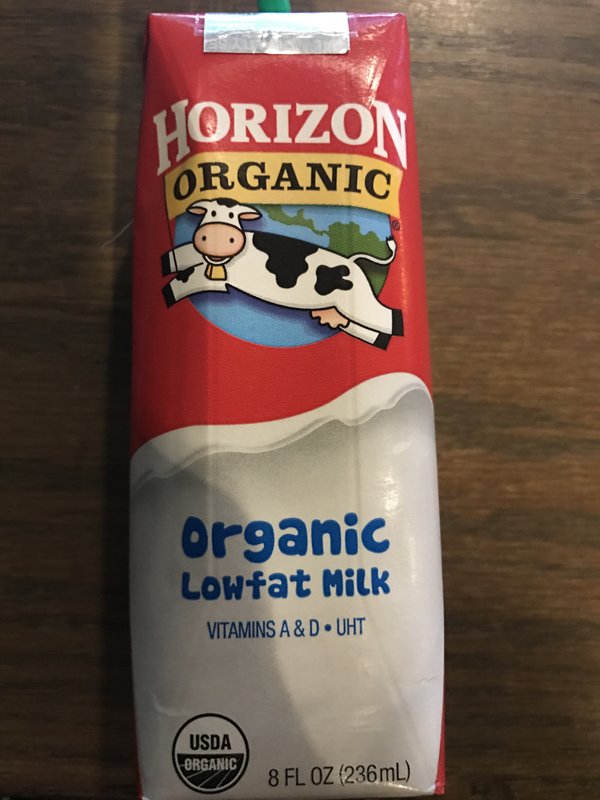 HORIZON
ORGANIC
®
Organic
Lowfat Milk
VITAMINS A & D • UHT
USDA
ORGANIC
8 FL OZ (236mL)